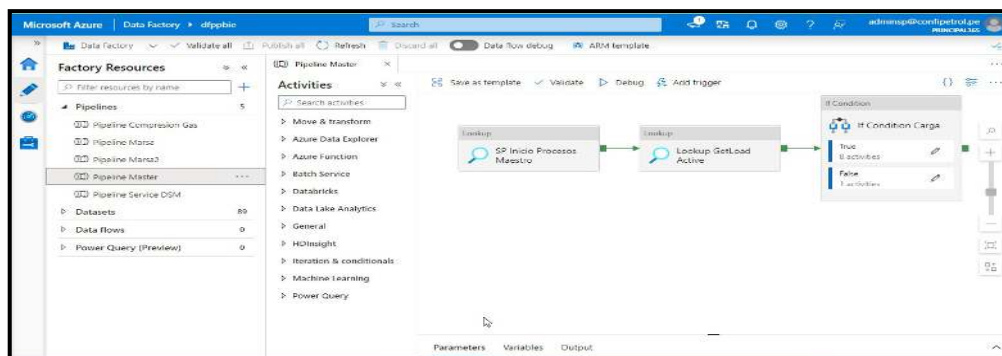 Microsoft Azure | Data Factory ▸ dfppbie
Search
adminsp@confipetrol.pe
PRINCIPAL365
Data Factory
Validate all
Publish all
Refresh
Discard all
Data flow debug
ARM template
Factory Resources
Filter resources by name
Pipelines 5
Pipeline Compresion Gas
Pipeline Marsa
Pipeline Marsa2
Pipeline Master
Pipeline Service DSM
Datasets 89
Data flows 0
Power Query (Preview) 0
Pipeline Master
Activities
Search activities
Move & transform
Azure Data Explorer
Azure Function
Batch Service
Databricks
Data Lake Analytics
General
HDInsight
Iteration & conditionals
Machine Learning
Power Query
Save as template
Validate
Debug
Add trigger
Lookup
SP Inicio Procesos
Maestro
Lookup
Lookup GetLoad
Active
If Condition
If Condition Carga
True
8 activities
False
activities
Parameters Variables Output